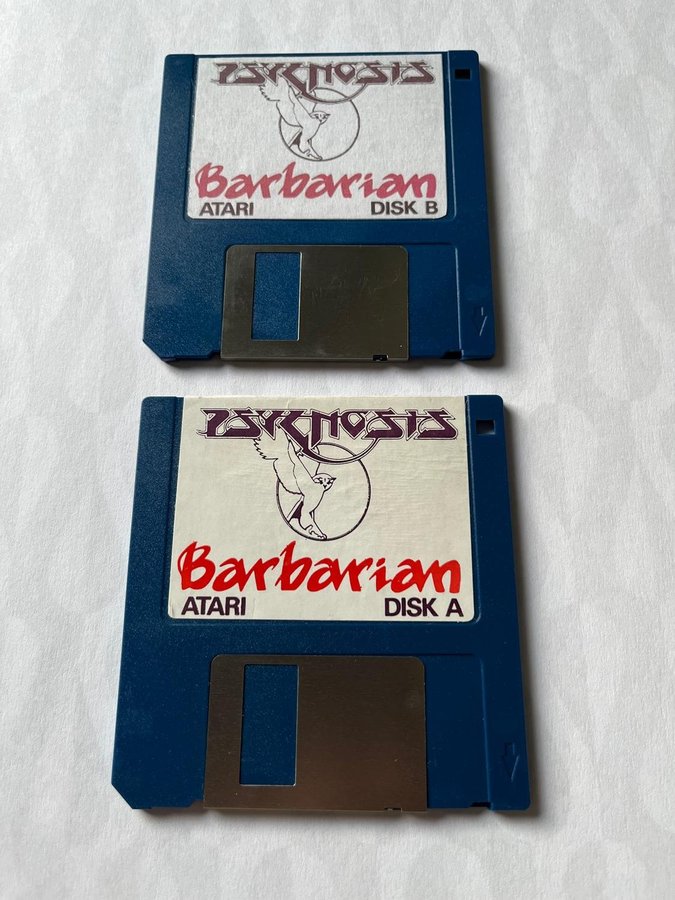 PSYGNOSIS
Barbarian
ATARI DISK B
PSYGNOSIS
Barbarian
ATARI DISK A